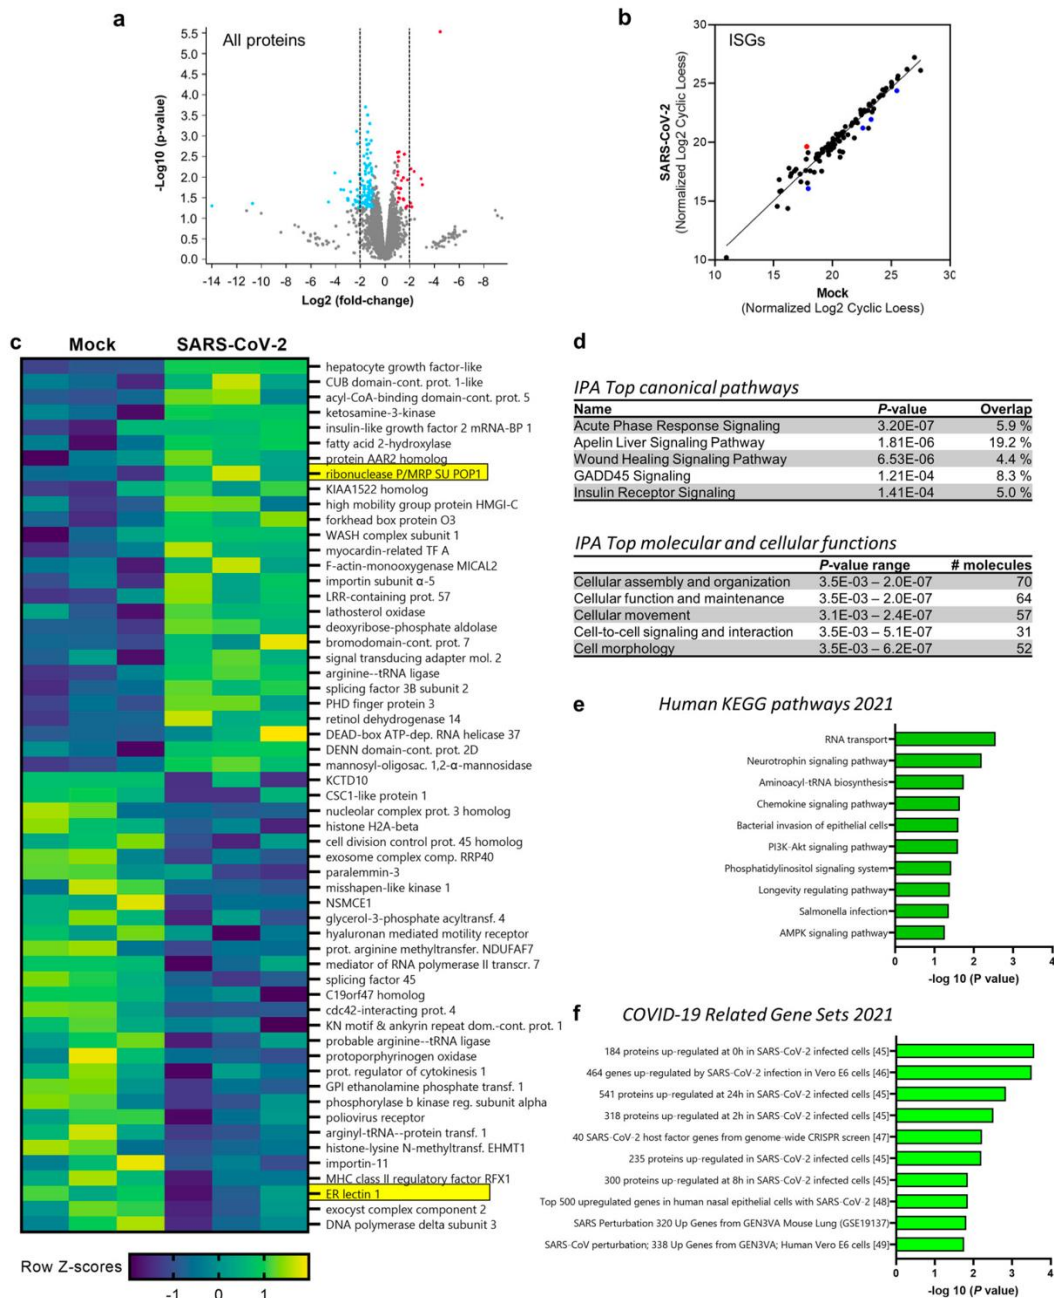 a
All proteins
-Log10 (p-value)
5.5
5.0
4.5
4.0
3.5
3.0
2.5
2.0
1.5
1.0
0.5
0.0
-14 -12 -10 -8 -6 -4 -2 0 -2 -4 -6 -8
Log2 (fold-change)
b
ISGs
SARS-CoV-2
(Normalized Log2 Cyclic Loess)
30
25
20
15
10
10 15 20 25 30
Mock
(Normalized Log2 Cyclic Loess)
c
Mock SARS-CoV-2
hepatocyte growth factor-like
CUB domain-cont. prot. 1-like
acyl-CoA-binding domain-cont. prot. 5
ketosamine-3-kinase
insulin-like growth factor 2 mRNA-BP 1
fatty acid 2-hydroxylase
protein AAR2 homolog
ribonuclease P/MRP SU POP1
KIAA1522 homolog
high mobility group protein HMGI-C
forkhead box protein O3
WASH complex subunit 1
myocardin-related TF A
F-actin-monooxygenase MICAL2
importin subunit α-5
LRR-containing prot. 57
lathosterol oxidase
deoxyribose-phosphate aldolase
bromodomain-cont. prot. 7
signal transducing adapter mol. 2
arginine--tRNA ligase
splicing factor 3B subunit 2
PHD finger protein 3
retinol dehydrogenase 14
DEAD-box ATP-dep. RNA helicase 37
DENN domain-cont. prot. 2D
mannosyl-oligosac. 1,2-α-mannosidase
KCTD10
CSC1-like protein 1
nucleolar complex prot. 3 homolog
histone H2A-beta
cell division control prot. 45 homolog
exosome complex comp. RRP40
paralemmin-3
misshapen-like kinase 1
NSMCE1
glycerol-3-phosphate acyltransf. 4
hyaluronan mediated motility receptor
prot. arginine methyltransfer. NDUFAF7
mediator of RNA polymerase II transcr. 7
splicing factor 45
C19orf47 homolog
cdc42-interacting prot. 4
KN motif & ankyrin repeat dom.-cont. prot. 1
probable arginine--tRNA ligase
protoporphyrinogen oxidase
prot. regulator of cytokinesis 1
GPI ethanolamine phosphate transf. 1
phosphorylase b kinase reg. subunit alpha
poliovirus receptor
arginyl-tRNA--protein transf. 1
histone-lysine N-methyltransf. EHMT1
importin-11
MHC class II regulatory factor RFX1
ER lectin 1
exocyst complex component 2
DNA polymerase delta subunit 3
Row Z-scores
-1 0 1
d
IPA Top canonical pathways
Name P-value Overlap
Acute Phase Response Signaling 3.20E-07 5.9 %
Apelin Liver Signaling Pathway 1.81E-06 19.2 %
Wound Healing Signaling Pathway 6.53E-06 4.4 %
GADD45 Signaling 1.21E-04 8.3 %
Insulin Receptor Signaling 1.41E-04 5.0 %
IPA Top molecular and cellular functions
P-value range # molecules
Cellular assembly and organization 3.5E-03 – 2.0E-07 70
Cellular function and maintenance 3.5E-03 – 2.0E-07 64
Cellular movement 3.1E-03 – 2.4E-07 57
Cell-to-cell signaling and interaction 3.5E-03 – 5.1E-07 31
Cell morphology 3.5E-03 – 6.2E-07 52
e
Human KEGG pathways 2021
RNA transport
Neurotrophin signaling pathway
Aminoacyl-tRNA biosynthesis
Chemokine signaling pathway
Bacterial invasion of epithelial cells
PI3K-Akt signaling pathway
Phosphatidylinositol signaling system
Longevity regulating pathway
Salmonella infection
AMPK signaling pathway
0 1 2 3 4
-log 10 (P value)
f
COVID-19 Related Gene Sets 2021
184 proteins up-regulated at 0h in SARS-CoV-2 infected cells [45]
464 genes up-regulated by SARS-CoV-2 infection in Vero E6 cells [46]
541 proteins up-regulated at 24h in SARS-CoV-2 infected cells [45]
318 proteins up-regulated at 2h in SARS-CoV-2 infected cells [45]
40 SARS-CoV-2 host factor genes from genome-wide CRISPR screen [47]
235 proteins up-regulated in SARS-CoV-2 infected cells [45]
300 proteins up-regulated at 8h in SARS-CoV-2 infected cells [45]
Top 500 upregulated genes in human nasal epithelial cells with SARS-CoV-2 [48]
SARS Perturbation 320 Up Genes from GEN3VA Mouse Lung (GSE19137)
SARS-CoV perturbation; 338 Up Genes from GEN3VA; Human Vero E6 cells [49]
0 1 2 3 4
-log 10 (P value)